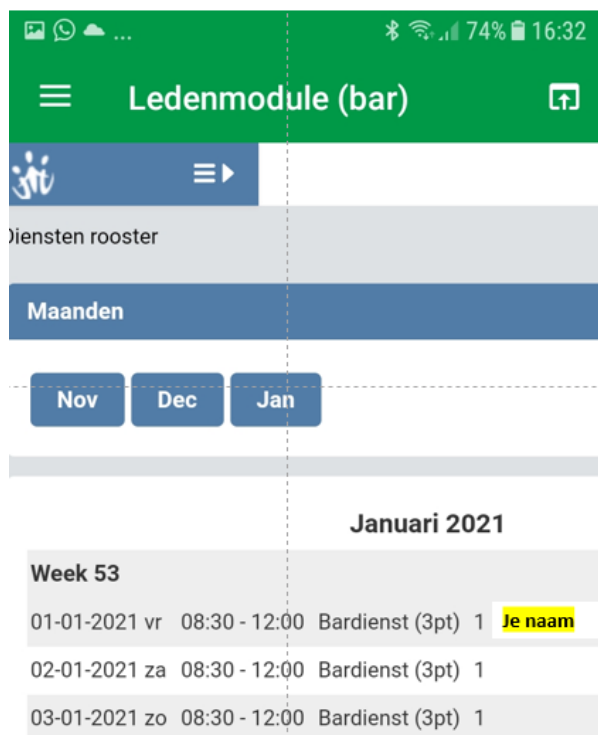 ... 74% 16:32
Ledenmodule (bar)
Diensten rooster
Maanden
Nov Dec Jan
Januari 2021
Week 53
01-01-2021 vr 08:30 - 12:00 Bardienst (3pt) 1 Je naam
02-01-2021 za 08:30 - 12:00 Bardienst (3pt) 1
03-01-2021 zo 08:30 - 12:00 Bardienst (3pt) 1